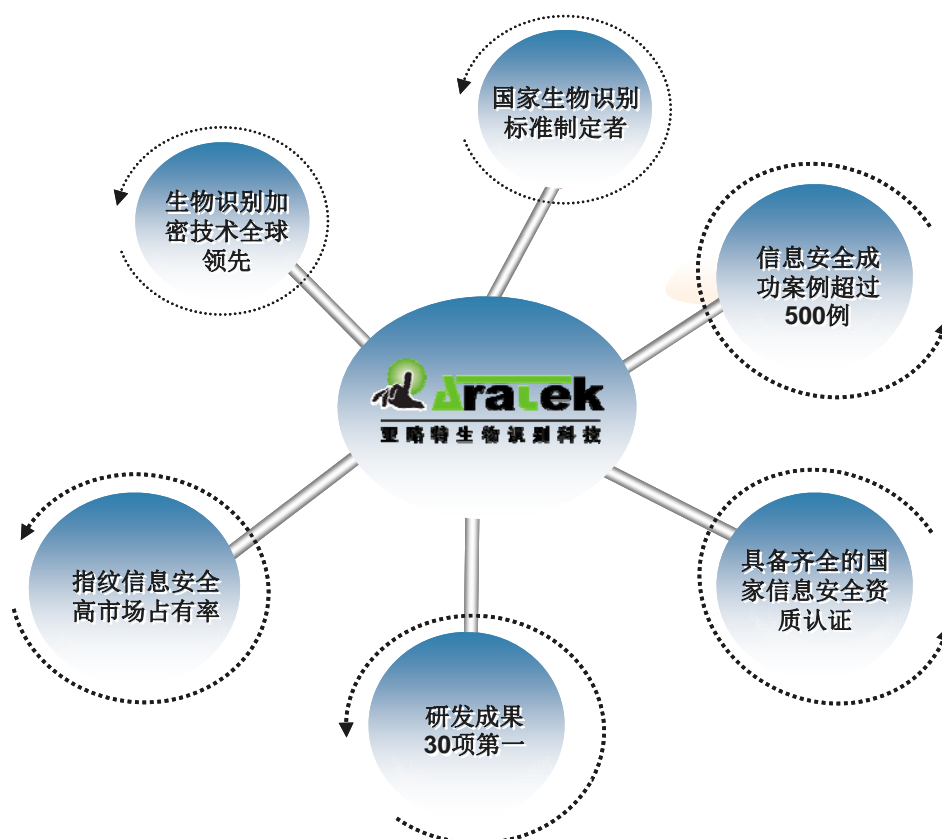 国家生物识别
标准制定者
生物识别加
密技术全球
领先
信息安全成
功案例超过
500例
Aratek
亚略特生物识别科技
指纹信息安全
高市场占有率
具备齐全的国
家信息安全资
质认证
研发成果
30项第一